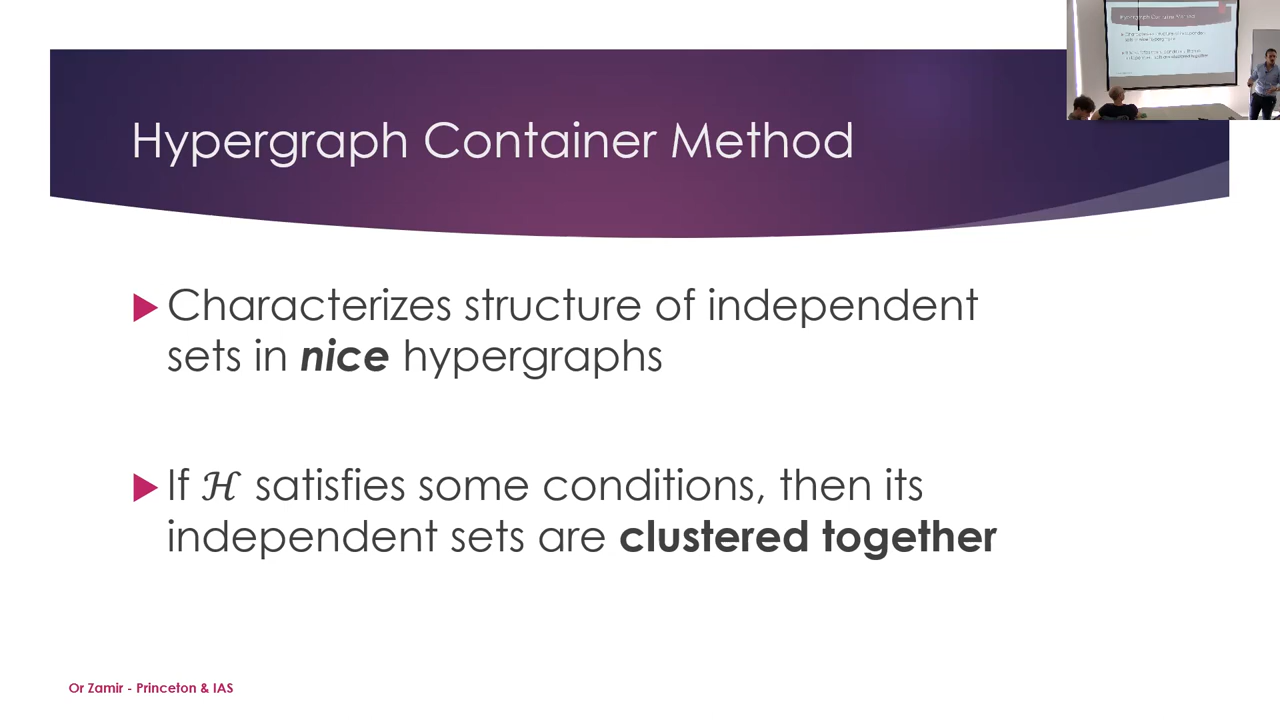 Hypergraph Container Method
Characterizes structure of independent
sets in nice hypergraphs
If ℋ satisfies some conditions, then its
independent sets are clustered together
Or Zamir - Princeton & IAS